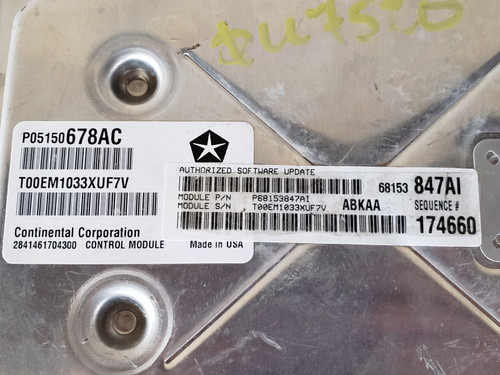 P05150678AC
T00EM1033XUF7V
Continental Corporation
2841461704300 CONTROL MODULE Made in USA
AUTHORIZED SOFTWARE UPDATE
68153 847AI
MODULE P/N P68153847AI
MODULE S/N T00EM1033XUF7V ABKAA SEQUENCE #
174660